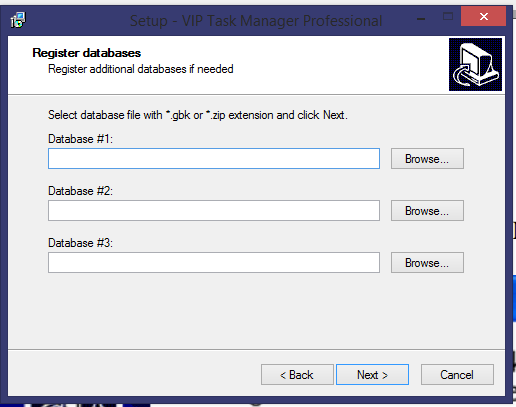 Setup - VIP Task Manager Professional
Register databases
Register additional databases if needed
Select database file with *.gbk or *.zip extension and click Next.
Database #1:
Browse...
Database #2:
Browse...
Database #3:
Browse...
< Back
Next >
Cancel